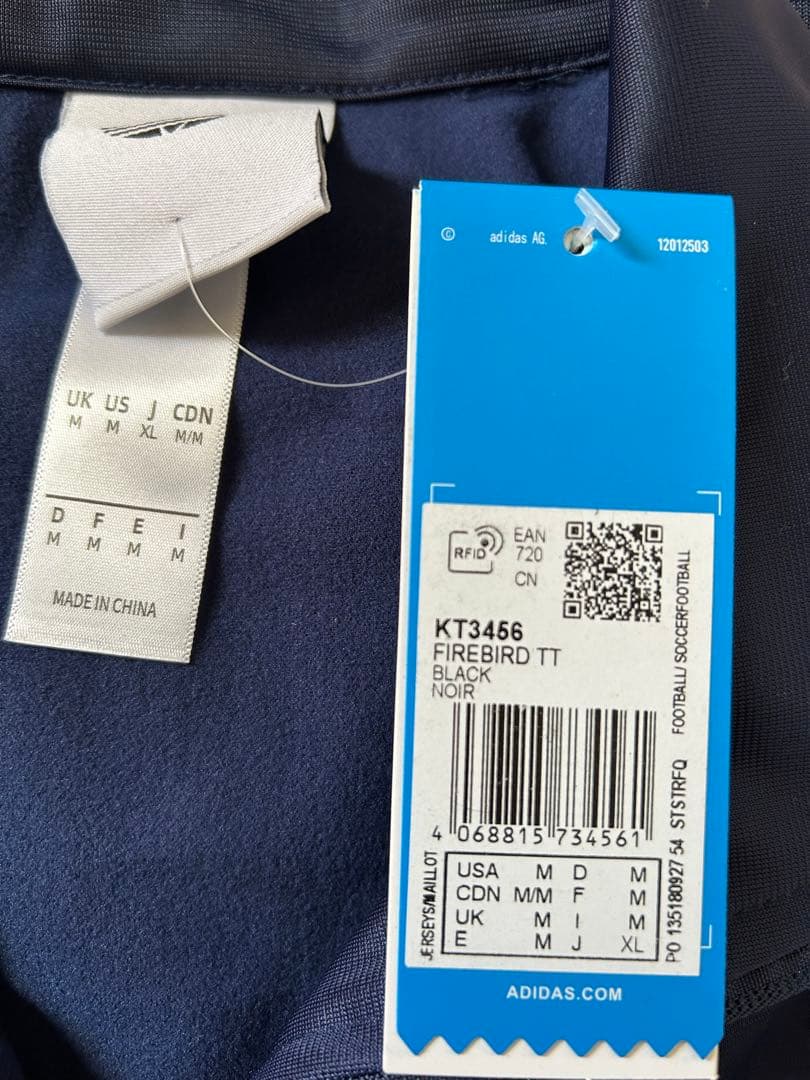 UK US J CDN
M M XL M/M
D F E I
M M M M
MADE IN CHINA
© adidas AG. 12012503
RFID
EAN
720
CN
KT3456
FIREBIRD TT
BLACK
NOIR
4 068815 734561
JERSEYS/MAILLOT
USA M D M
CDN M/M F M
UK M I M
E M J XL
PO 135180927 54 STSTRFQ FOOTBALL/ SOCCERFOOTBALL
ADIDAS.COM